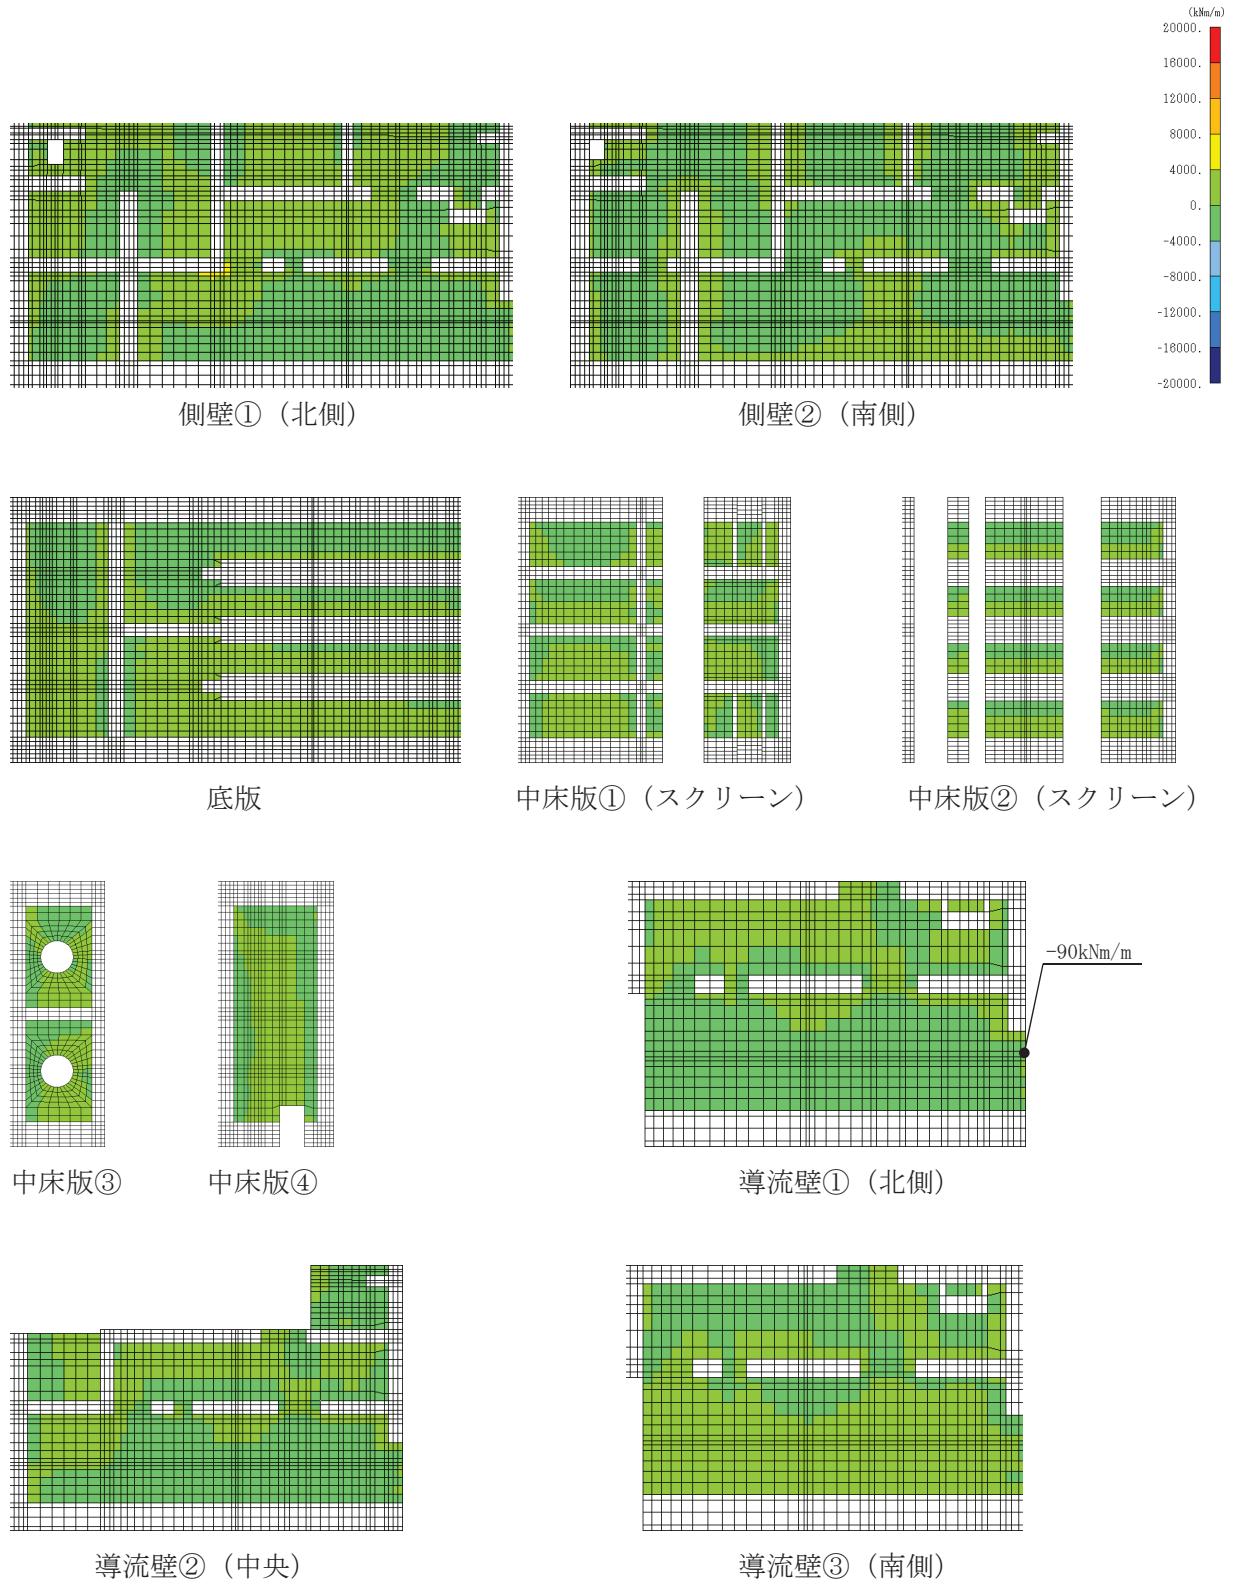 (kNm/m)
20000.
16000.
12000.
8000.
4000.
0.
-4000.
-8000.
-12000.
-16000.
-20000.
側壁①（北側）
側壁②（南側）
底版
中床版①（スクリーン）
中床版②（スクリーン）
-90kNm/m
中床版③
中床版④
導流壁①（北側）
導流壁②（中央）
導流壁③（南側）